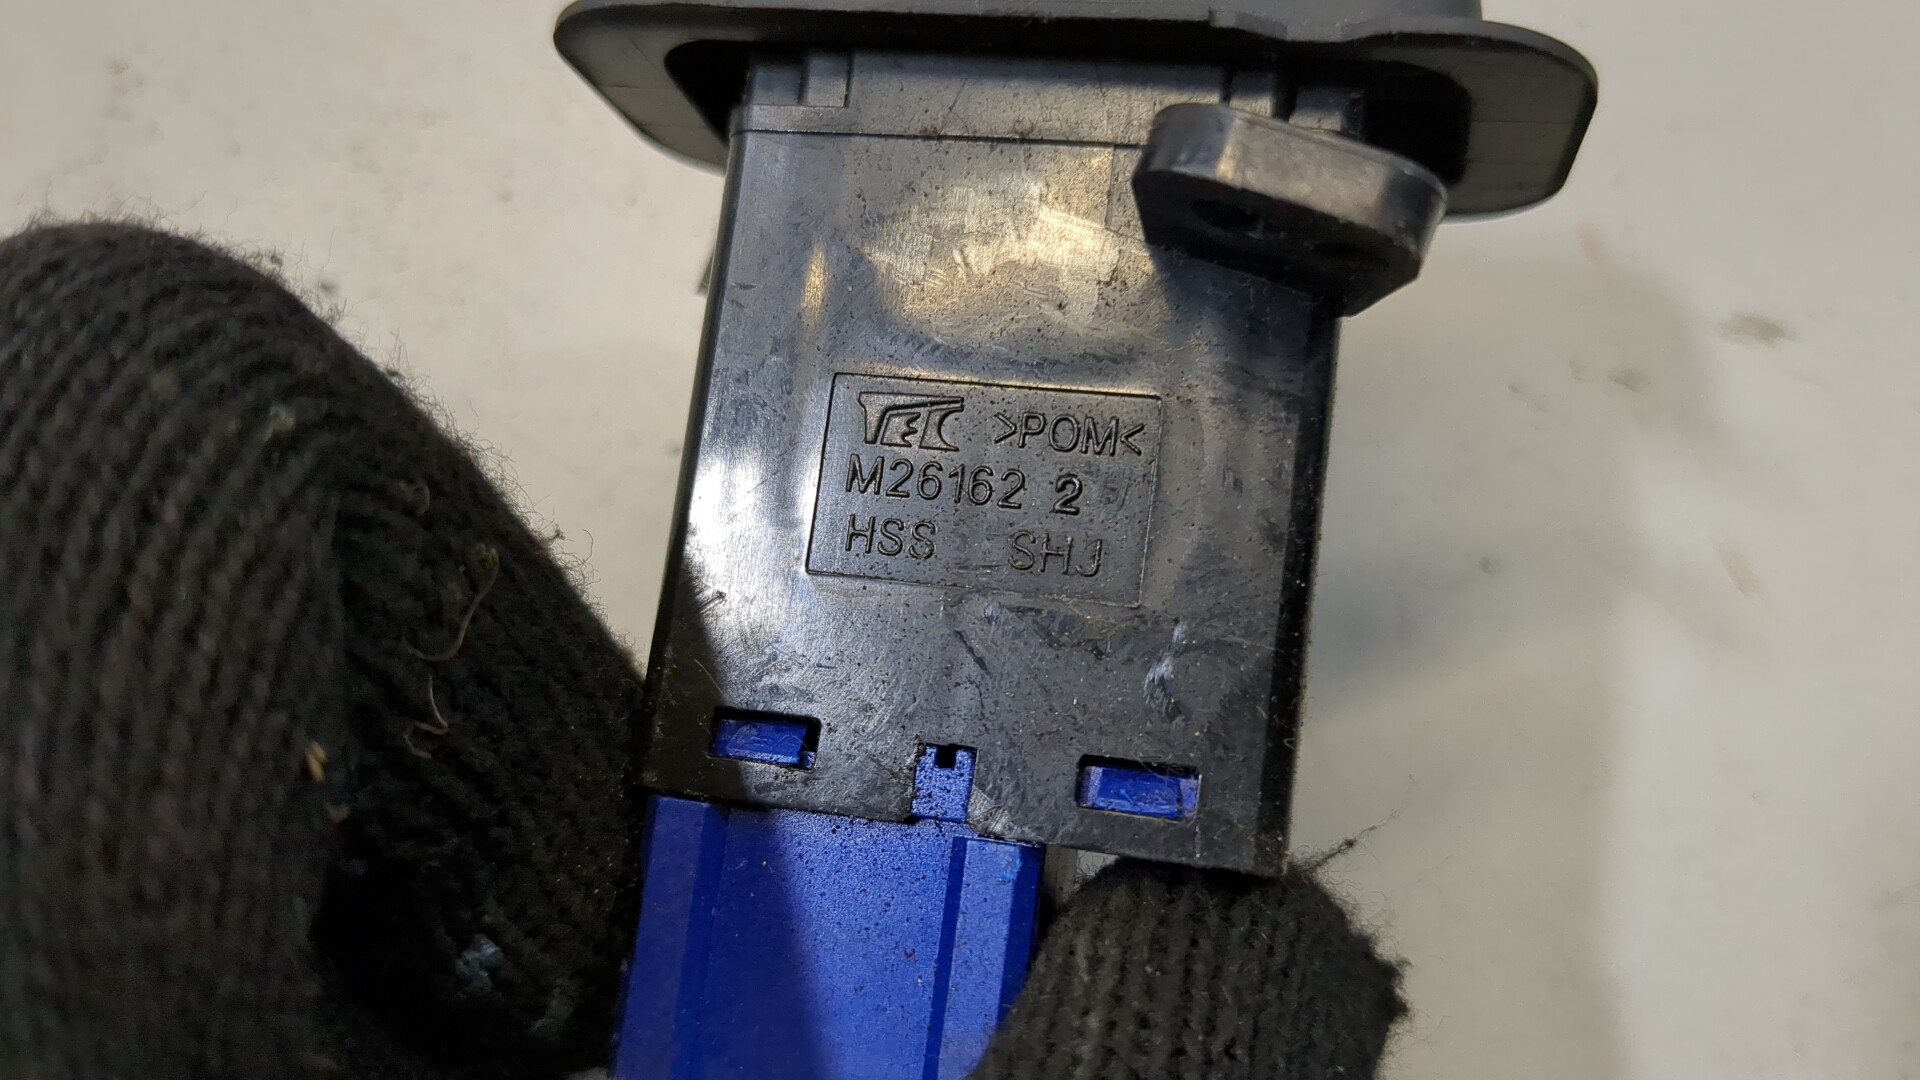 TEC >POM<
M26162 2
HSS SHJ